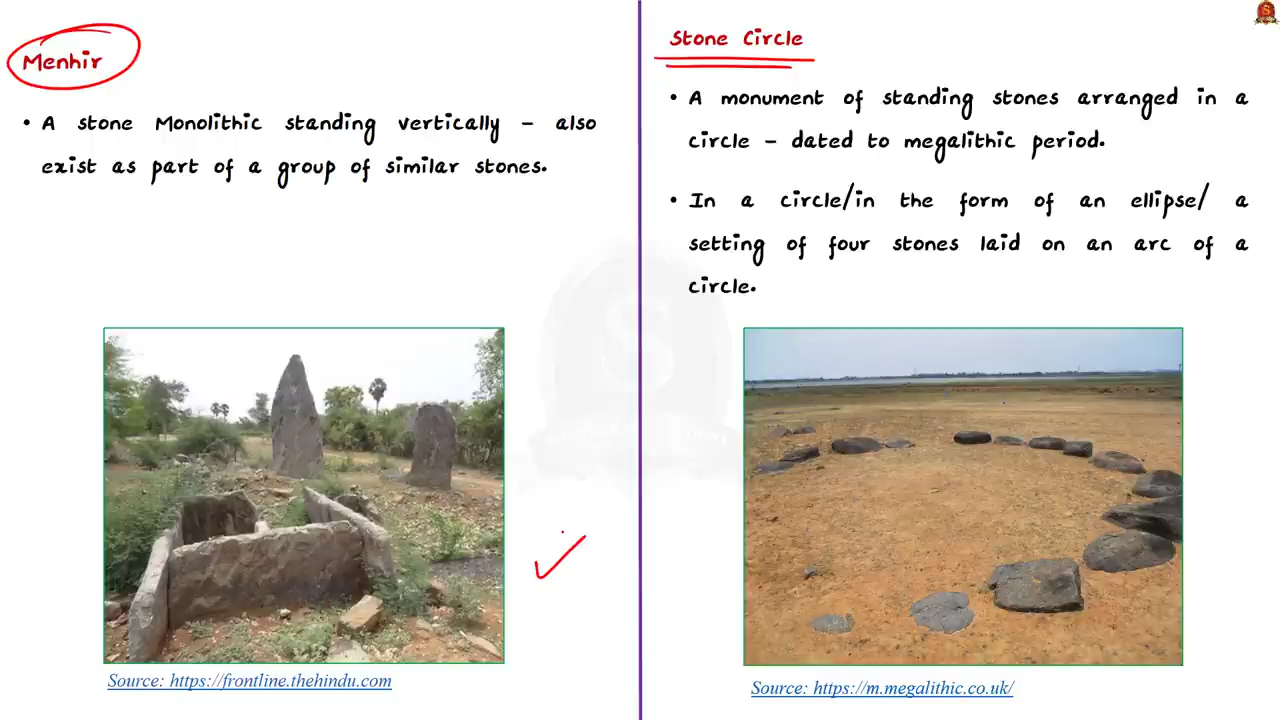 Menhir
• A stone Monolithic standing vertically – also
exist as part of a group of similar stones.
Source: https://frontline.thehindu.com
Stone Circle
• A monument of standing stones arranged in a
circle – dated to megalithic period.
• In a circle/in the form of an ellipse/ a
setting of four stones laid on an arc of a
circle.
Source: https://m.megalithic.co.uk/